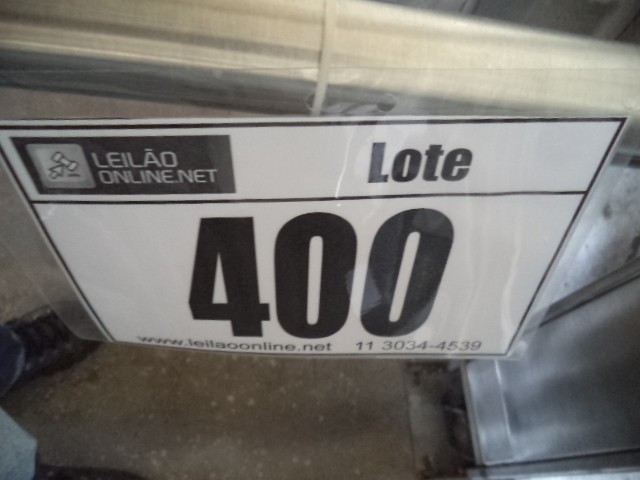 LEILÃO
ONLINE.NET
Lote
400
www.leilaoonline.net 11 3034-4539